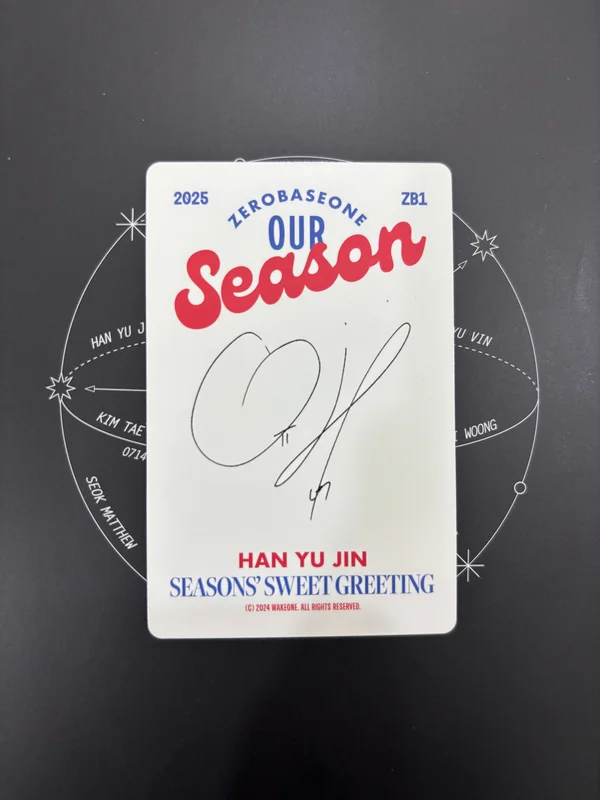 2025
ZB1
ZEROBASEONE
OUR
Season
HAN YU J
YU VIN
KIM TAE
WOONG
0714
SEOK MATTHEW
HAN YU JIN
SEASONS' SWEET GREETING
(C) 2024 WAKEONE. ALL RIGHTS RESERVED.